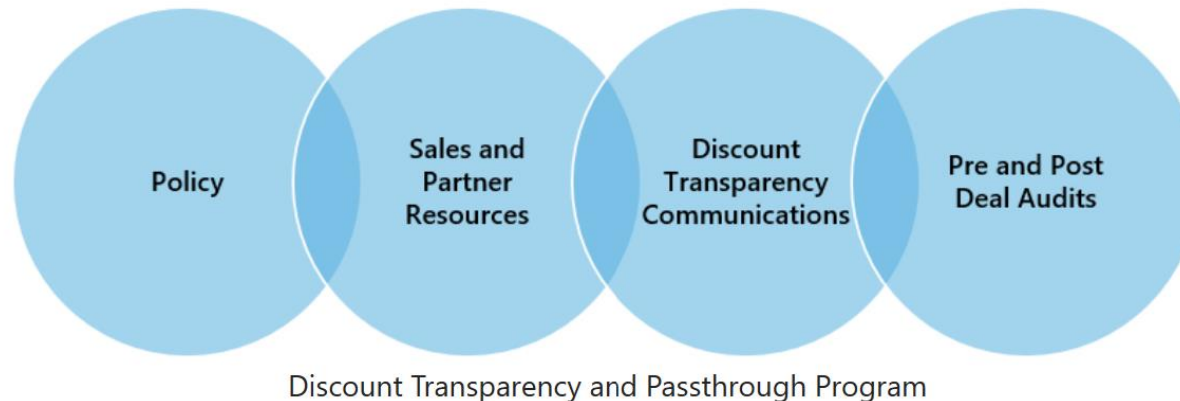 Policy
Sales and
Partner
Resources
Discount
Transparency
Communications
Pre and Post
Deal Audits
Discount Transparency and Passthrough Program